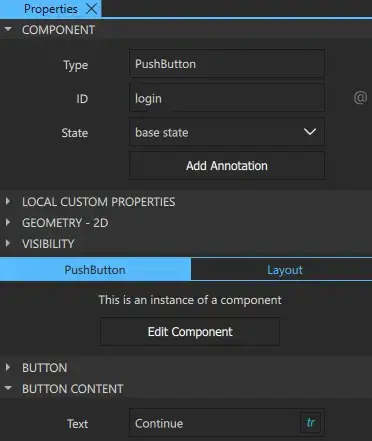 Properties
COMPONENT
Type PushButton
ID login @
State base state
Add Annotation
LOCAL CUSTOM PROPERTIES
GEOMETRY - 2D
VISIBILITY
PushButton Layout
This is an instance of a component
Edit Component
BUTTON
BUTTON CONTENT
Text Continue tr